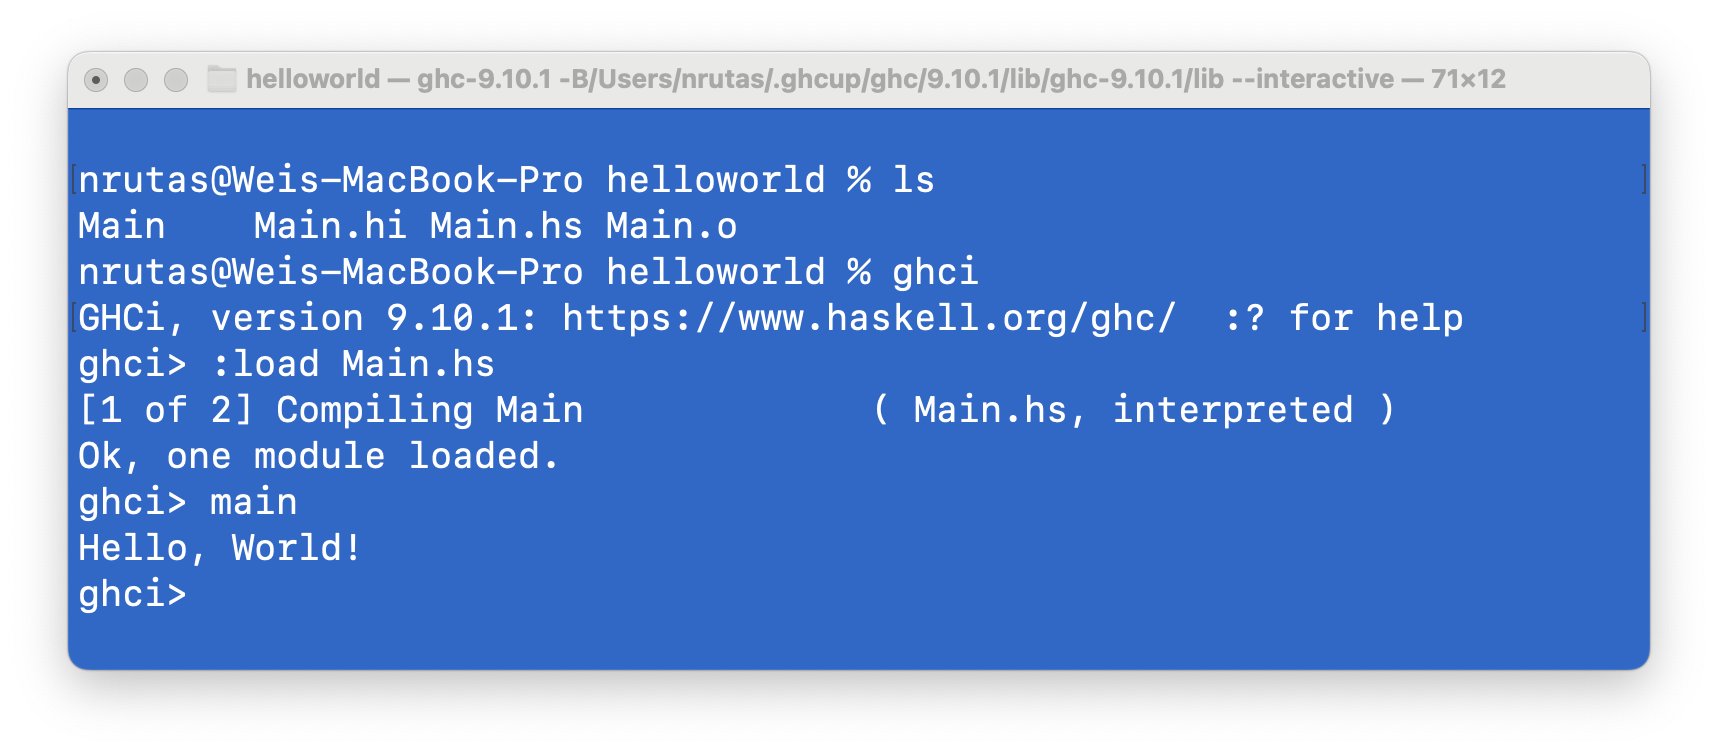 helloworld — ghc-9.10.1 -B/Users/nrutas/.ghcup/ghc/9.10.1/lib/ghc-9.10.1/lib --interactive — 71×12
[nrutas@Weis-MacBook-Pro helloworld % ls ]
Main    Main.hi Main.hs Main.o
nrutas@Weis-MacBook-Pro helloworld % ghci
[GHCi, version 9.10.1: https://www.haskell.org/ghc/  :? for help ]
ghci> :load Main.hs
[1 of 2] Compiling Main             ( Main.hs, interpreted )
Ok, one module loaded.
ghci> main
Hello, World!
ghci>